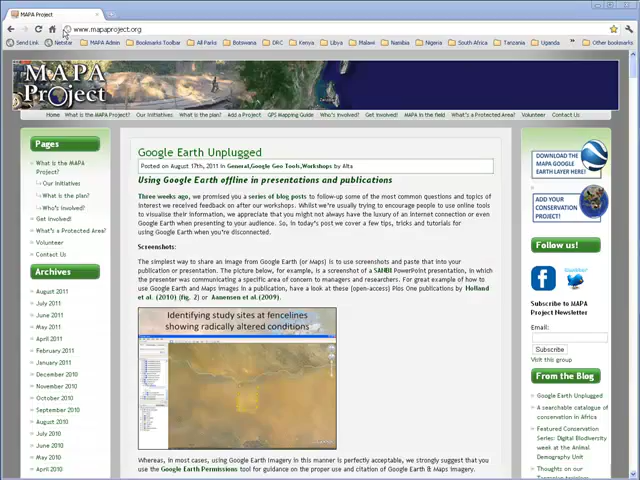 MAPA Project
www.mapaproject.org
Send Link
MAPA Admin
Bookmarks Toolbar
All Parks
Botswana
DRC
Kenya
Libya
Malawi
Namibia
Nigeria
South Africa
Tanzania
Uganda
Other bookmarks
MAPA
Project
Home
What is the MAPA Project?
Our Initiatives
What is the plan?
Add a Project
GPS Mapping Guide
Who's Involved?
Get Involved!
MAPA in the field
What's a Protected Area?
Volunteer
Contact Us
Pages
What is the MAPA
Project?
Our Initiatives
What is the plan?
Who's Involved?
Get Involved!
What's a Protected Area?
Volunteer
Contact Us
Archives
August 2011
July 2011
June 2011
May 2011
April 2011
February 2011
January 2011
December 2010
November 2010
October 2010
September 2010
August 2010
July 2010
June 2010
May 2010
April 2010
Google Earth Unplugged
Posted on August 17th, 2011 in General,Google Geo Tools,Workshops by Alta
Using Google Earth offline in presentations and publications
Three weeks ago, we promised you a series of blog posts to follow-up some of the most common questions and topics of
interest we received feedback on after our workshops. Whilst we're usually trying to encourage people to use online tools
to visualise their information, we appreciate that you might not always have the luxury of an internet connection or even
Google Earth when presenting to your audience. So, in today's post we cover a few tips, tricks and tutorials for
using Google Earth when you're disconnected.
Screenshots:
The simplest way to share an image from Google Earth (or Maps) is to use screenshots and paste that into your
publication or presentation. The picture below, for example, is a screenshot of a SANBI PowerPoint presentation, in which
the presenter was communicating a specific area of concern to managers and researchers. For great example of how to
use Google Earth and Maps images in a publication, have a look at these (open-access) Plos One publications by Holland
et al. (2010) (fig. 2) or Aanensen et al.(2009).
Identifying study sites at fencelines
showing radically altered conditions
Whereas, in most cases, using Google Earth Imagery in this manner is perfectly acceptable, we strongly suggest that you
use the Google Earth Permissions tool for guidance on the proper use and citation of Google Earth & Maps Imagery.
DOWNLOAD THE
MAPA GOOGLE
EARTH LAYER HERE!
ADD YOUR
CONSERVATION
PROJECT!
Follow us!
Subscribe to MAPA
Project Newsletter
Email:
Subscribe
Visit this group
From the Blog
Google Earth Unplugged
A searchable catalogue of
conservation in Africa
Featured Conservation
Series: Digital Biodiversity
week at the Animal
Demography Unit
Thoughts on our